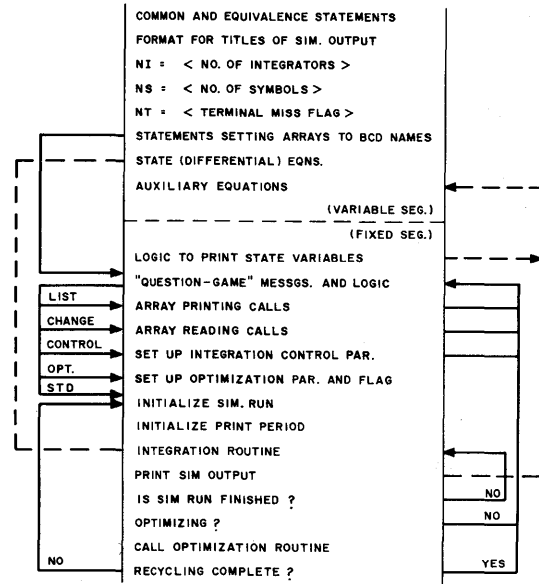 COMMON AND EQUIVALENCE STATEMENTS
FORMAT FOR TITLES OF SIM. OUTPUT
NI = < NO. OF INTEGRATORS >
NS = < NO. OF SYMBOLS >
NT = < TERMINAL MISS FLAG >
STATEMENTS SETTING ARRAYS TO BCD NAMES
STATE (DIFFERENTIAL) EQNS.
AUXILIARY EQUATIONS
(VARIABLE SEG.)
(FIXED SEG.)
LOGIC TO PRINT STATE VARIABLES
"QUESTION-GAME" MESSGS. AND LOGIC
LIST
ARRAY PRINTING CALLS
CHANGE
ARRAY READING CALLS
CONTROL
SET UP INTEGRATION CONTROL PAR.
OPT.
SET UP OPTIMIZATION PAR. AND FLAG
STD
INITIALIZE SIM. RUN
INITIALIZE PRINT PERIOD
INTEGRATION ROUTINE
PRINT SIM OUTPUT
IS SIM RUN FINISHED ?
NO
OPTIMIZING ?
NO
CALL OPTIMIZATION ROUTINE
NO
RECYCLING COMPLETE ?
YES